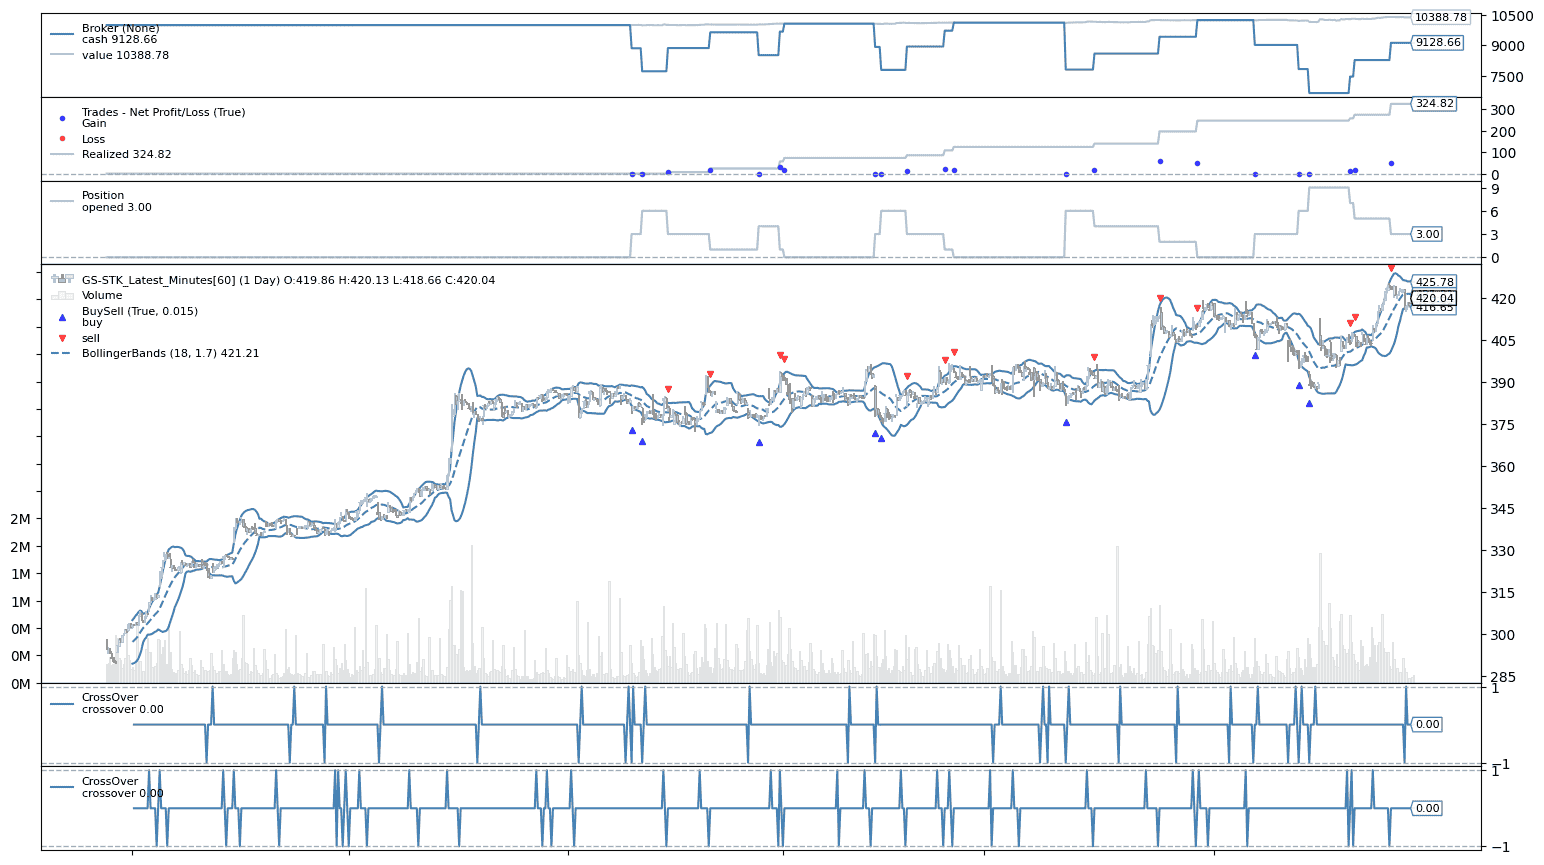 Broker (None)
cash 9128.66
value 10388.78
10388.78
9128.66
10500
9000
7500
Trades - Net Profit/Loss (True)
Gain
Loss
Realized 324.82
324.82
300
200
100
0
Position
opened 3.00
3.00
9
6
3
0
GS-STK_Latest_Minutes[60] (1 Day) O:419.86 H:420.13 L:418.66 C:420.04
Volume
BuySell (True, 0.015)
buy
sell
BollingerBands (18, 1.7) 421.21
425.78
420.04
416.65
420
405
390
375
360
345
330
315
300
285
2M
2M
1M
1M
0M
0M
0M
CrossOver
crossover 0.00
0.00
1
−1
CrossOver
crossover 0.00
0.00
1
−1